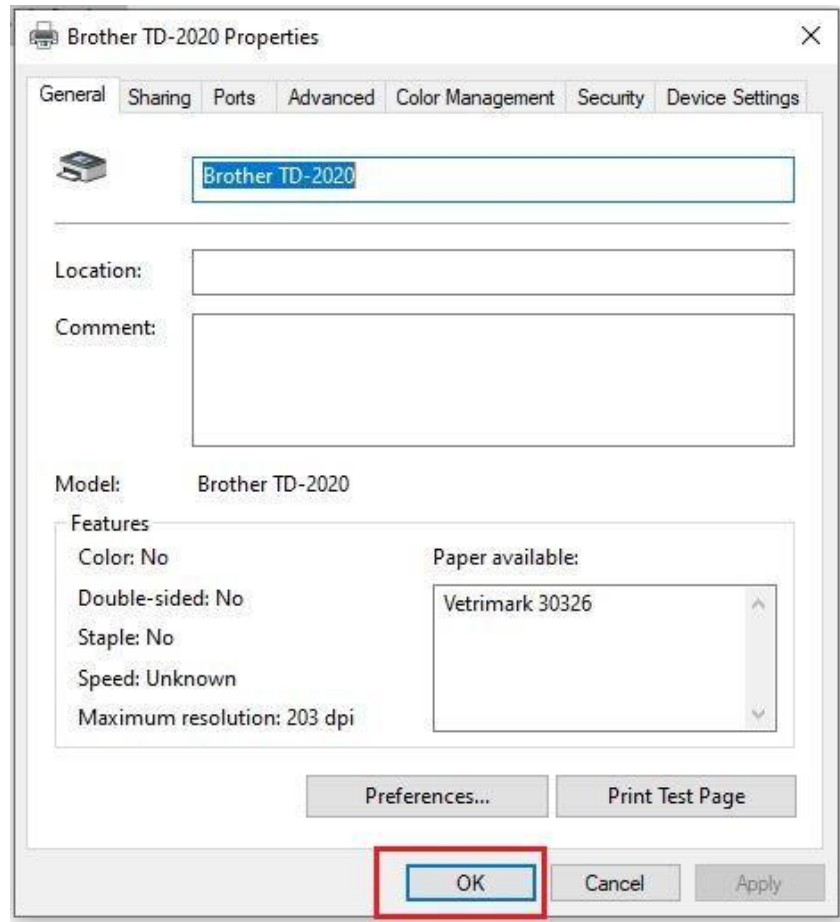 Brother TD-2020 Properties
General Sharing Ports Advanced Color Management Security Device Settings
Brother TD-2020
Location:
Comment:
Model: Brother TD-2020
Features
Color: No
Paper available:
Double-sided: No
Vetrimark 30326
Staple: No
Speed: Unknown
Maximum resolution: 203 dpi
Preferences... Print Test Page
OK Cancel Apply